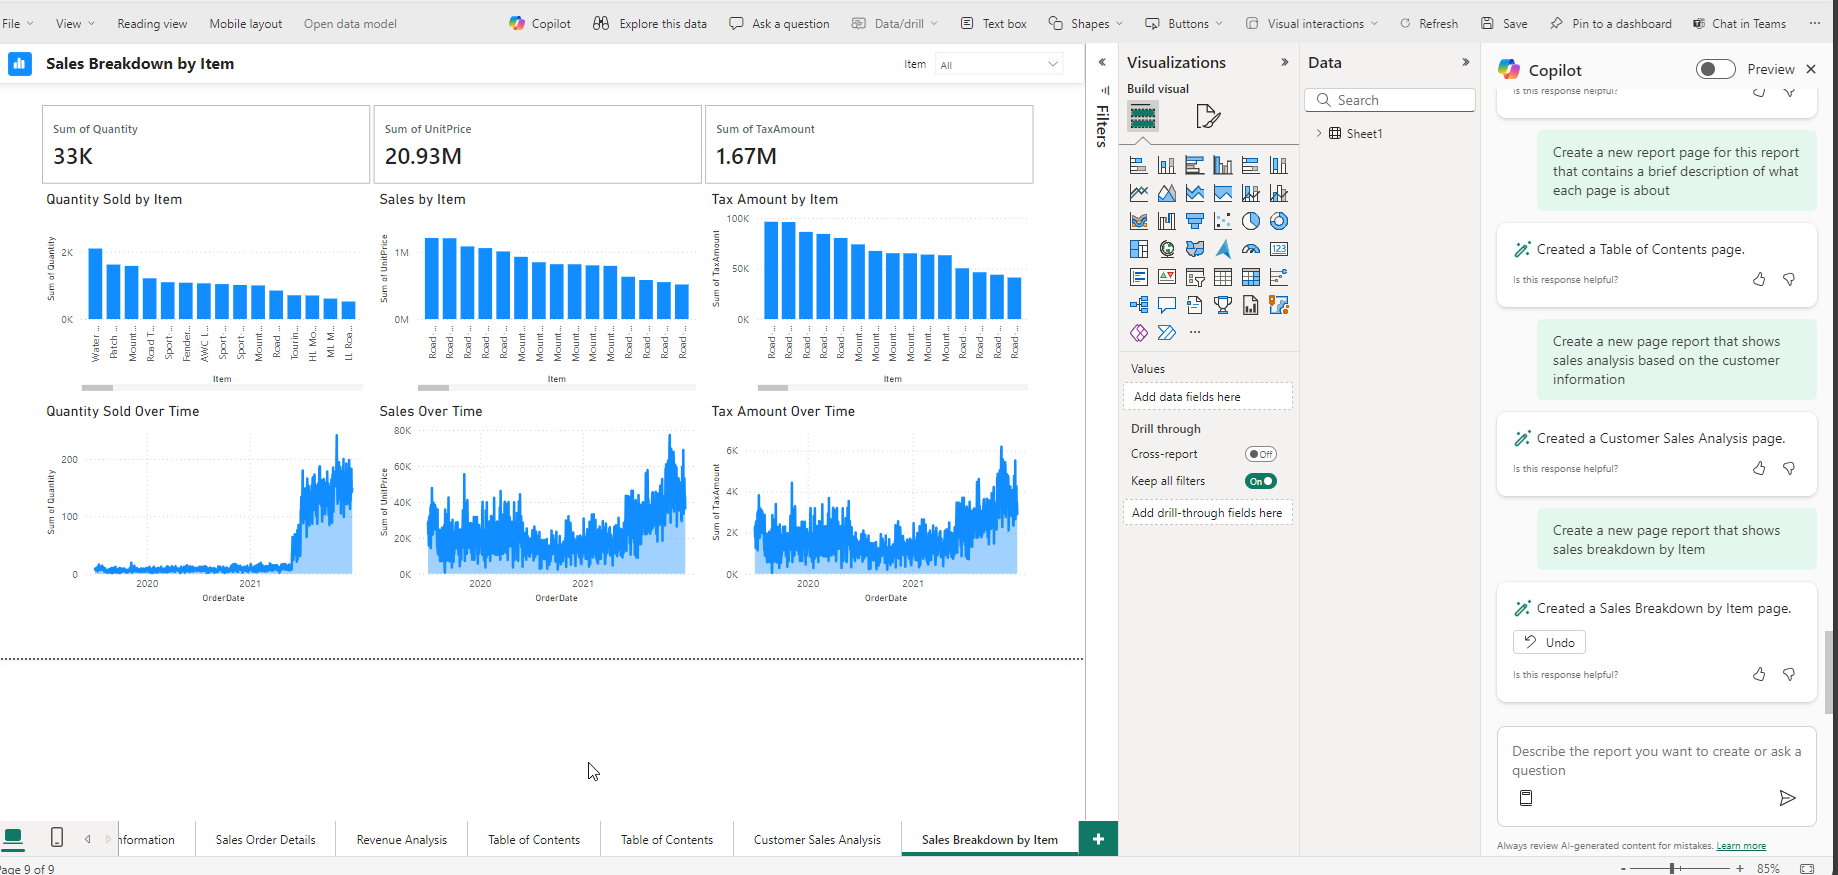 File View Reading view Mobile layout Open data model Copilot Explore this data Ask a question Data/drill Text box Shapes Buttons Visual interactions Refresh Save Pin to a dashboard Chat in Teams ...
Sales Breakdown by Item
Item All
Sum of Quantity
33K
Sum of UnitPrice
20.93M
Sum of TaxAmount
1.67M
Quantity Sold by Item
Sum of Quantity
2K
0K
Water ... Patch ... Mount... Road T... Sport-... Fender... AWC L... Sport-... Sport-... Mount... Road ... Tourin... HL Mo... ML M... LL Roa...
Item
Sales by Item
Sum of UnitPrice
1M
0M
Road-... Road-... Road-... Road-... Road-... Mount... Mount... Mount... Mount... Mount... Mount... Road-... Road-... Road-... Road-...
Item
Tax Amount by Item
Sum of TaxAmount
100K
50K
0K
Road-... Road-... Road-... Road-... Road-... Mount... Mount... Mount... Mount... Mount... Mount... Road-... Road-... Road-... Road-...
Item
Quantity Sold Over Time
Sum of Quantity
200
100
0
2020 2021
OrderDate
Sales Over Time
Sum of UnitPrice
80K
60K
40K
20K
0K
2020 2021
OrderDate
Tax Amount Over Time
Sum of TaxAmount
6K
4K
2K
0K
2020 2021
OrderDate
Filters
Visualizations
Build visual
123
...
Values
Add data fields here
Drill through
Cross-report Off
Keep all filters On
Add drill-through fields here
Data
Search
Sheet1
Copilot Preview
Is this response helpful?
Create a new report page for this report
that contains a brief description of what
each page is about
Created a Table of Contents page.
Is this response helpful?
Create a new page report that shows
sales analysis based on the customer
information
Created a Customer Sales Analysis page.
Is this response helpful?
Create a new page report that shows
sales breakdown by Item
Created a Sales Breakdown by Item page.
Undo
Is this response helpful?
Describe the report you want to create or ask a
question
Always review AI-generated content for mistakes. Learn more
nformation Sales Order Details Revenue Analysis Table of Contents Table of Contents Customer Sales Analysis Sales Breakdown by Item +
Page 9 of 9
- + 85%